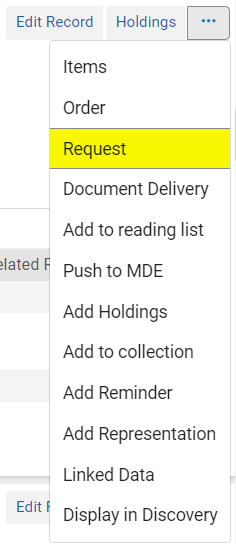 Edit Record Holdings ...
Items
Order
Request
Document Delivery
Add to reading list
elated
Push to MDE
Add Holdings
Add to collection
Add Reminder
Add Representation
Linked Data
Edit
Display in Discovery